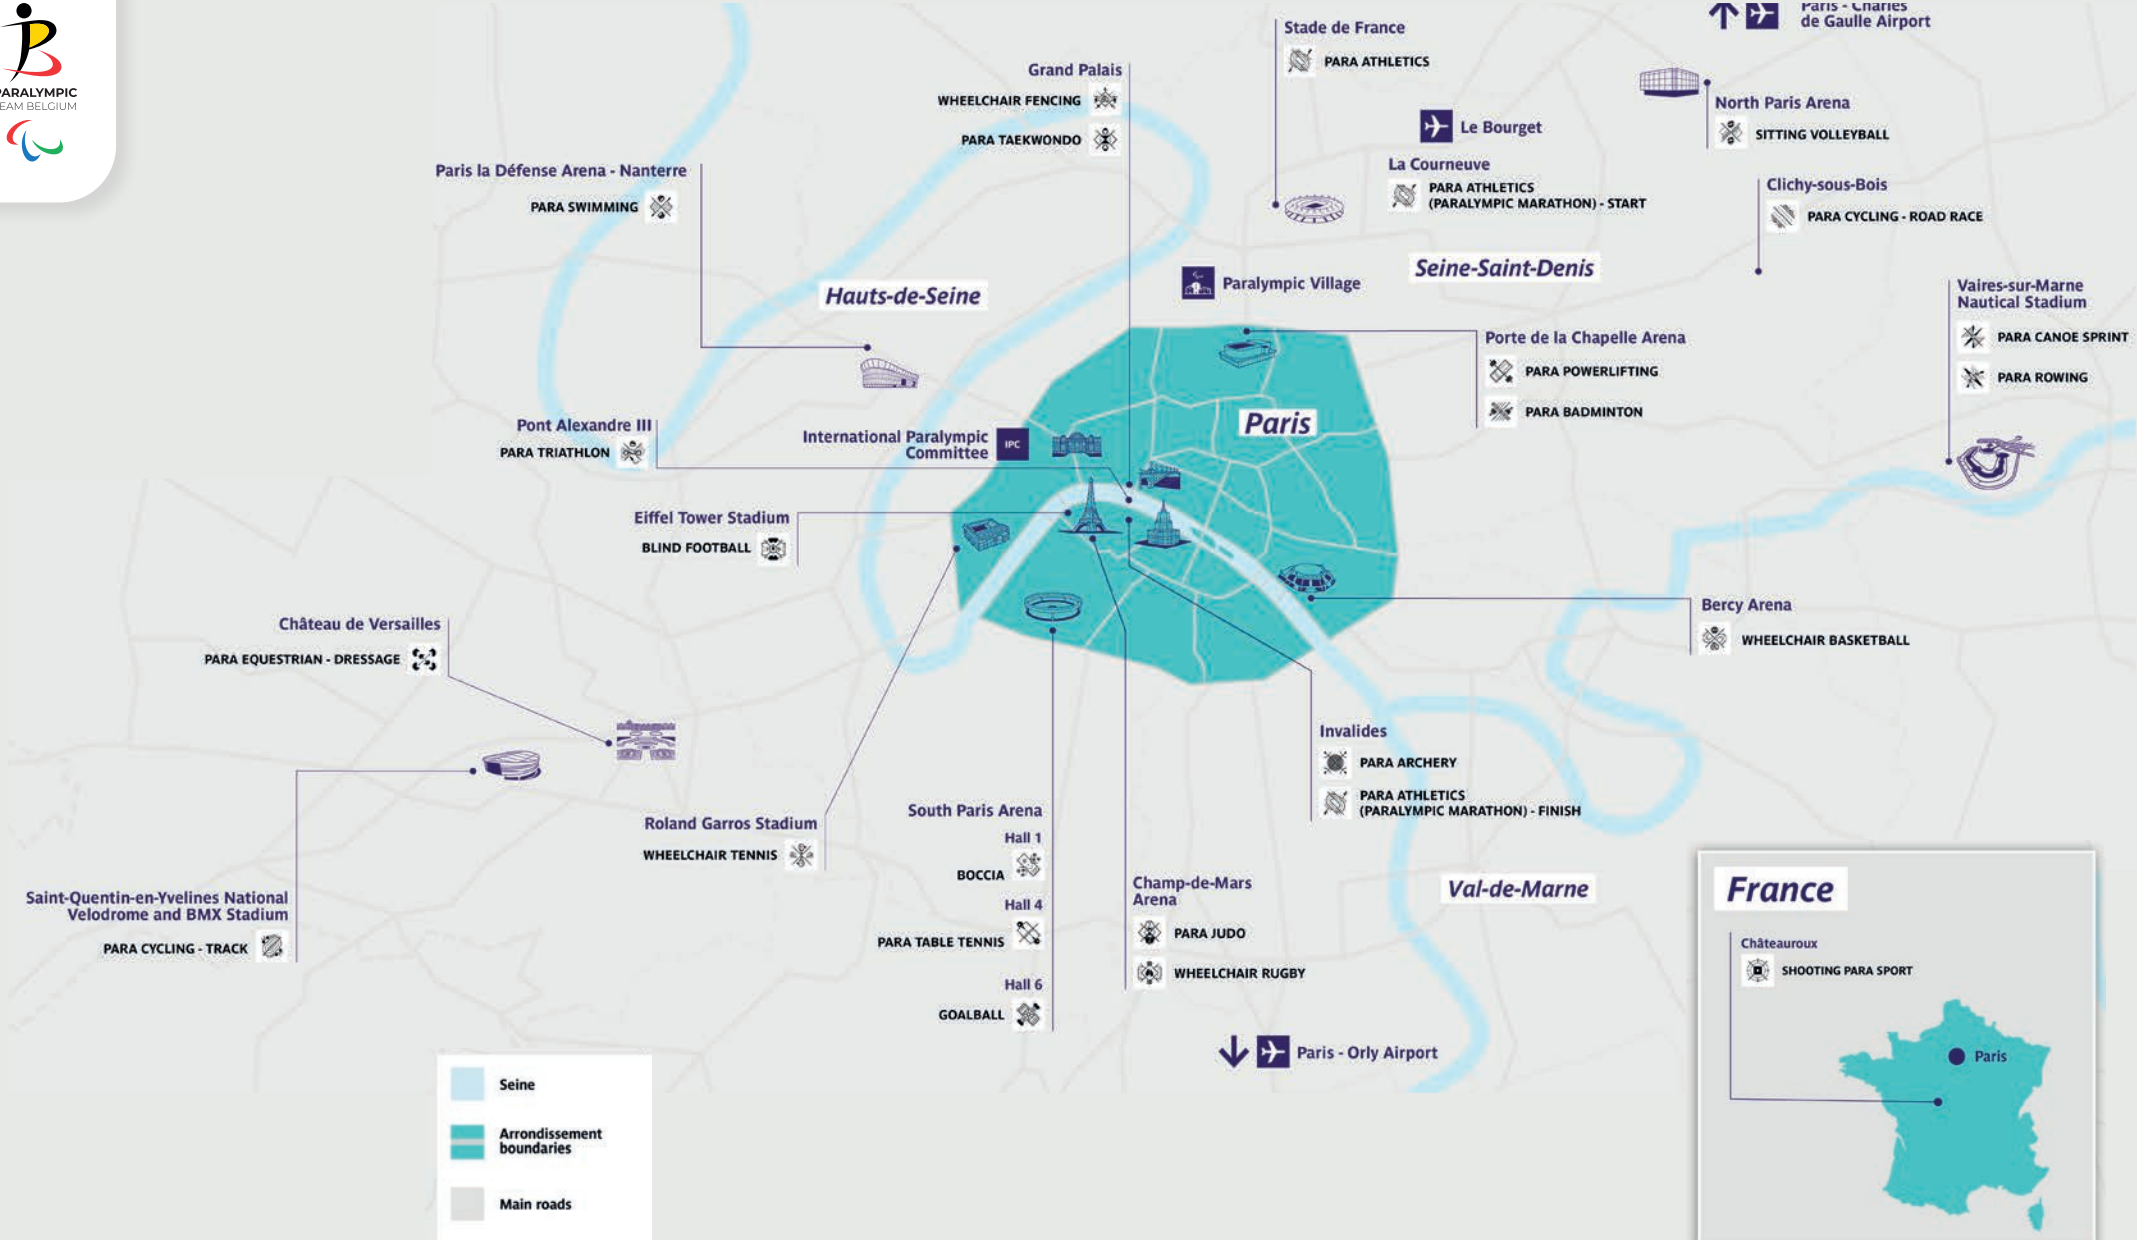 PARALYMPIC
TEAM BELGIUM
Paris - Charles
de Gaulle Airport
Stade de France
PARA ATHLETICS
Grand Palais
WHEELCHAIR FENCING
PARA TAEKWONDO
North Paris Arena
SITTING VOLLEYBALL
Le Bourget
La Courneuve
PARA ATHLETICS
(PARALYMPIC MARATHON) - START
Paris la Défense Arena - Nanterre
PARA SWIMMING
Clichy-sous-Bois
PARA CYCLING - ROAD RACE
Hauts-de-Seine
Paralympic Village
Seine-Saint-Denis
Vaires-sur-Marne
Nautical Stadium
PARA CANOE SPRINT
PARA ROWING
Porte de la Chapelle Arena
PARA POWERLIFTING
PARA BADMINTON
Paris
Pont Alexandre III
PARA TRIATHLON
International Paralympic
Committee
IPC
Eiffel Tower Stadium
BLIND FOOTBALL
Château de Versailles
PARA EQUESTRIAN - DRESSAGE
Bercy Arena
WHEELCHAIR BASKETBALL
Invalides
PARA ARCHERY
PARA ATHLETICS
(PARALYMPIC MARATHON) - FINISH
Roland Garros Stadium
WHEELCHAIR TENNIS
South Paris Arena
Hall 1
BOCCIA
Hall 4
PARA TABLE TENNIS
Hall 6
GOALBALL
Champ-de-Mars
Arena
PARA JUDO
WHEELCHAIR RUGBY
Val-de-Marne
Saint-Quentin-en-Yvelines National
Velodrome and BMX Stadium
PARA CYCLING - TRACK
Paris - Orly Airport
France
Châteauroux
SHOOTING PARA SPORT
Paris
Seine
Arrondissement
boundaries
Main roads